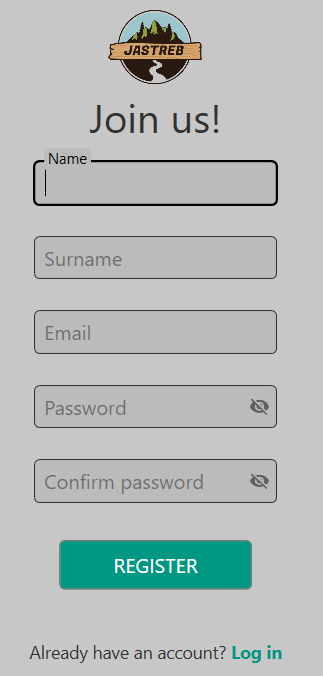 JASTREB
Join us!
Name
Surname
Email
Password
Confirm password
REGISTER
Already have an account? Log in